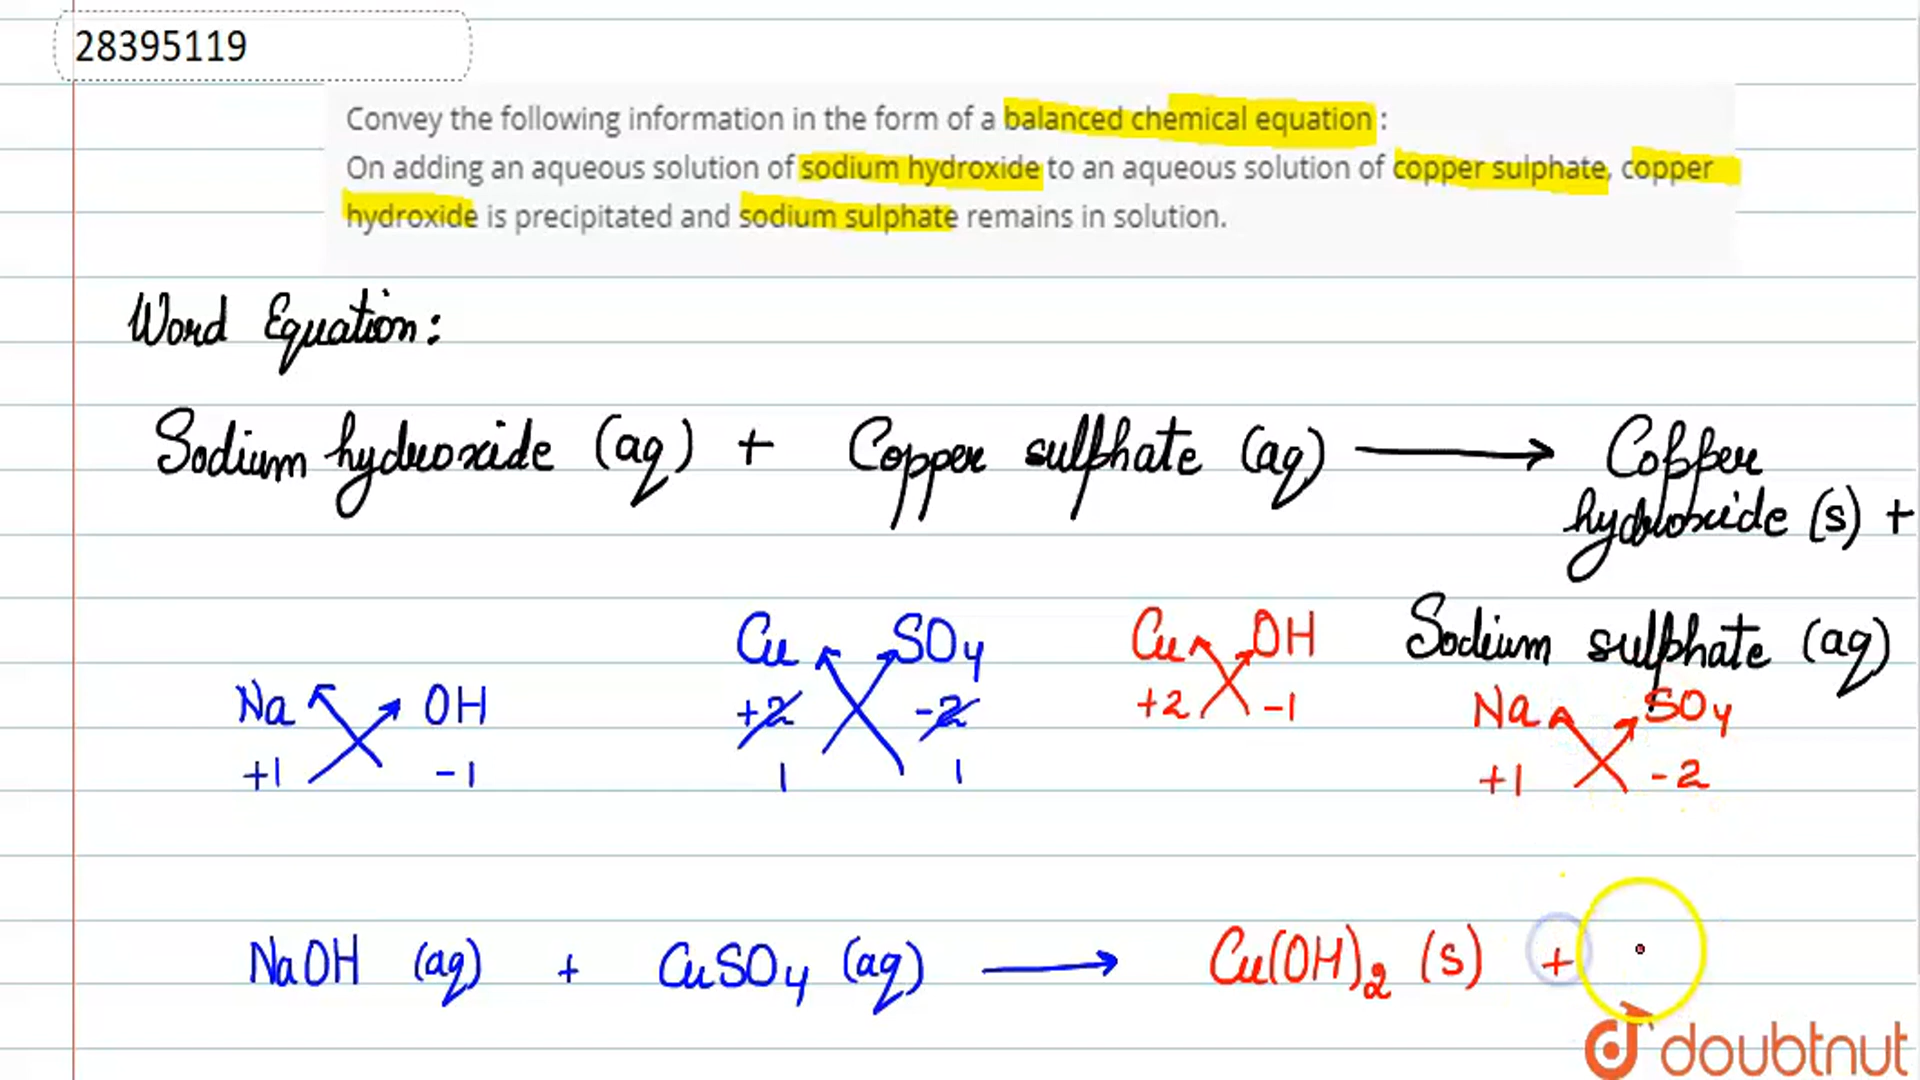 28395119
Convey the following information in the form of a balanced chemical equation :
On adding an aqueous solution of sodium hydroxide to an aqueous solution of copper sulphate, copper
hydroxide is precipitated and sodium sulphate remains in solution.
Word Equation:
Sodium hydroxide (aq) + Copper sulphate (aq) ⟶ Copper
hydroxide (s) +
Sodium sulphate (aq)
Cu SO4
+2 -2
1 1
Cu OH
+2 -1
Na OH
+1 -1
Na SO4
+1 -2
NaOH (aq) + CuSO4 (aq) ⟶ Cu(OH)2 (s) +
doubtnut